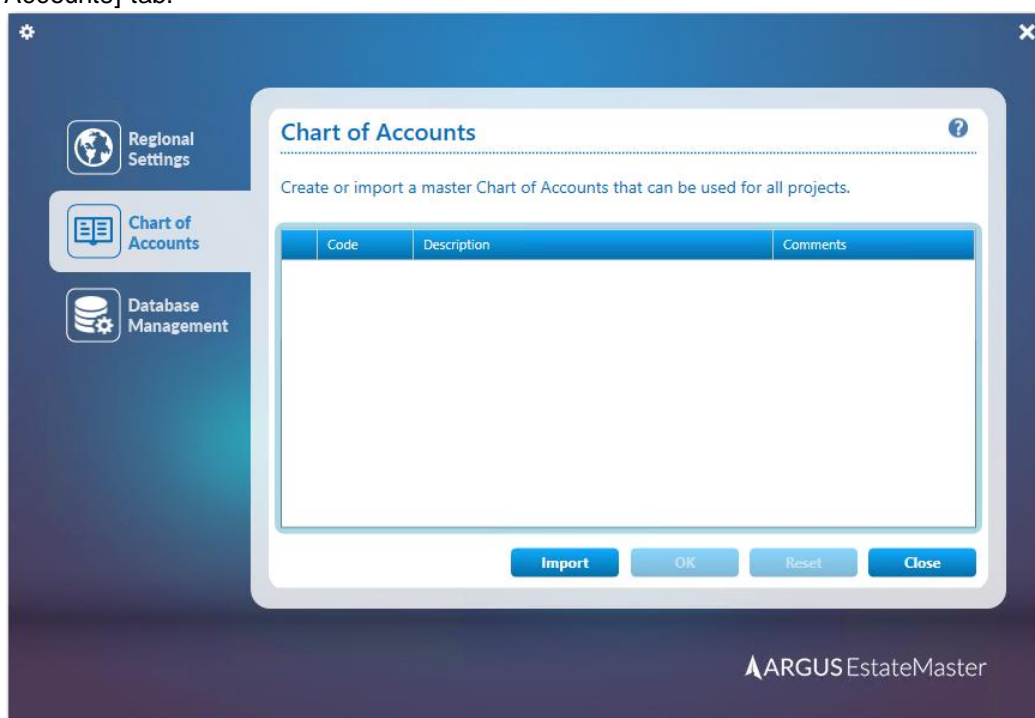 Accounts] tab.
Regional
Settings
Chart of
Accounts
Database
Management
Chart of Accounts
?
Create or import a master Chart of Accounts that can be used for all projects.
Code Description Comments
Import OK Reset Close
ARGUS EstateMaster